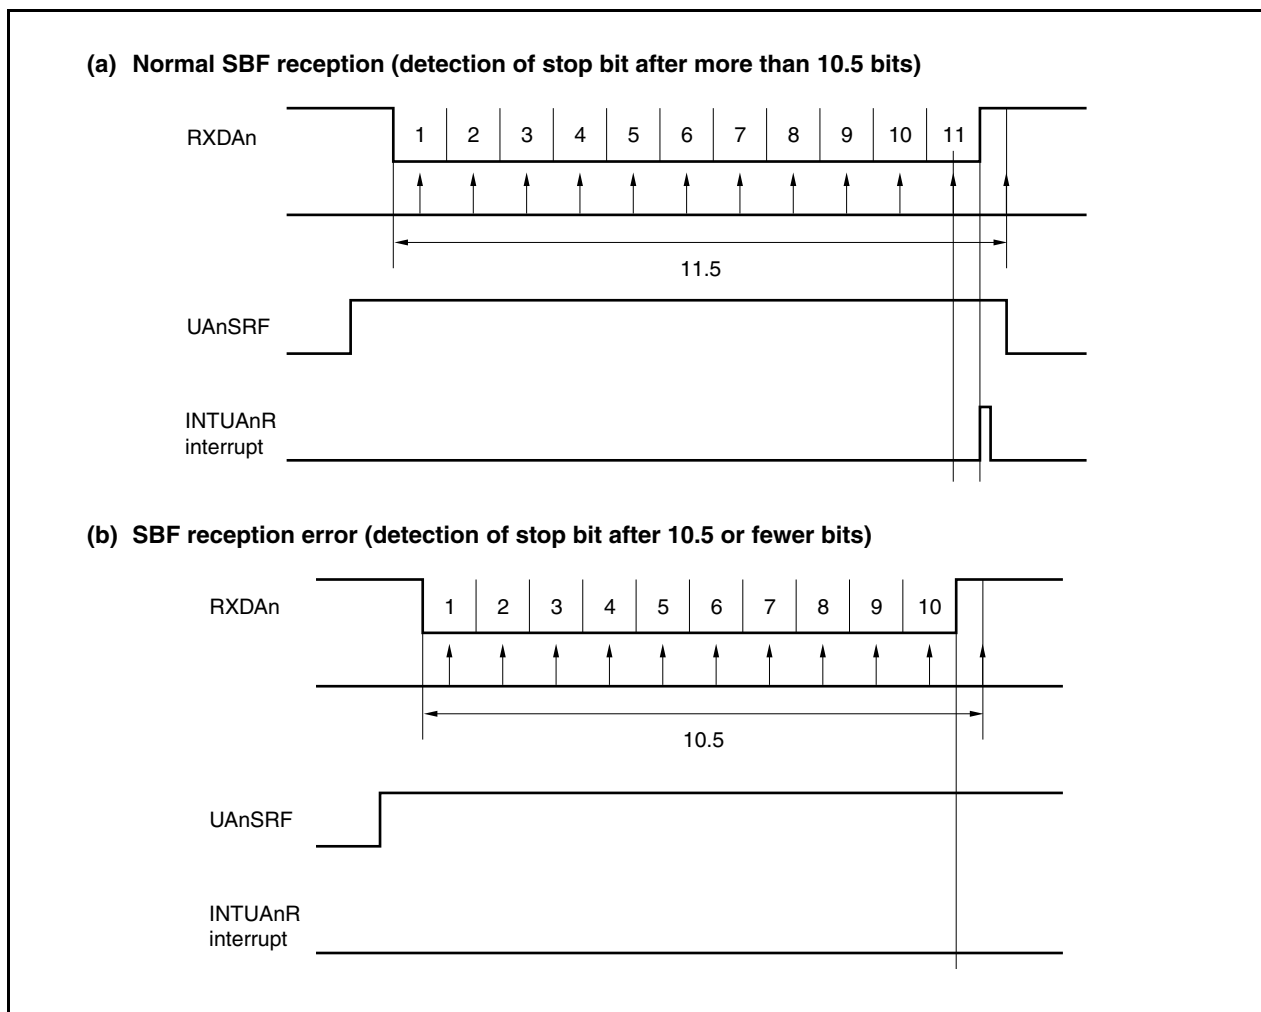 (a) Normal SBF reception (detection of stop bit after more than 10.5 bits)
RXDAn
1 2 3 4 5 6 7 8 9 10 11
11.5
UAnSRF
INTUAnR
interrupt
(b) SBF reception error (detection of stop bit after 10.5 or fewer bits)
RXDAn
1 2 3 4 5 6 7 8 9 10
10.5
UAnSRF
INTUAnR
interrupt